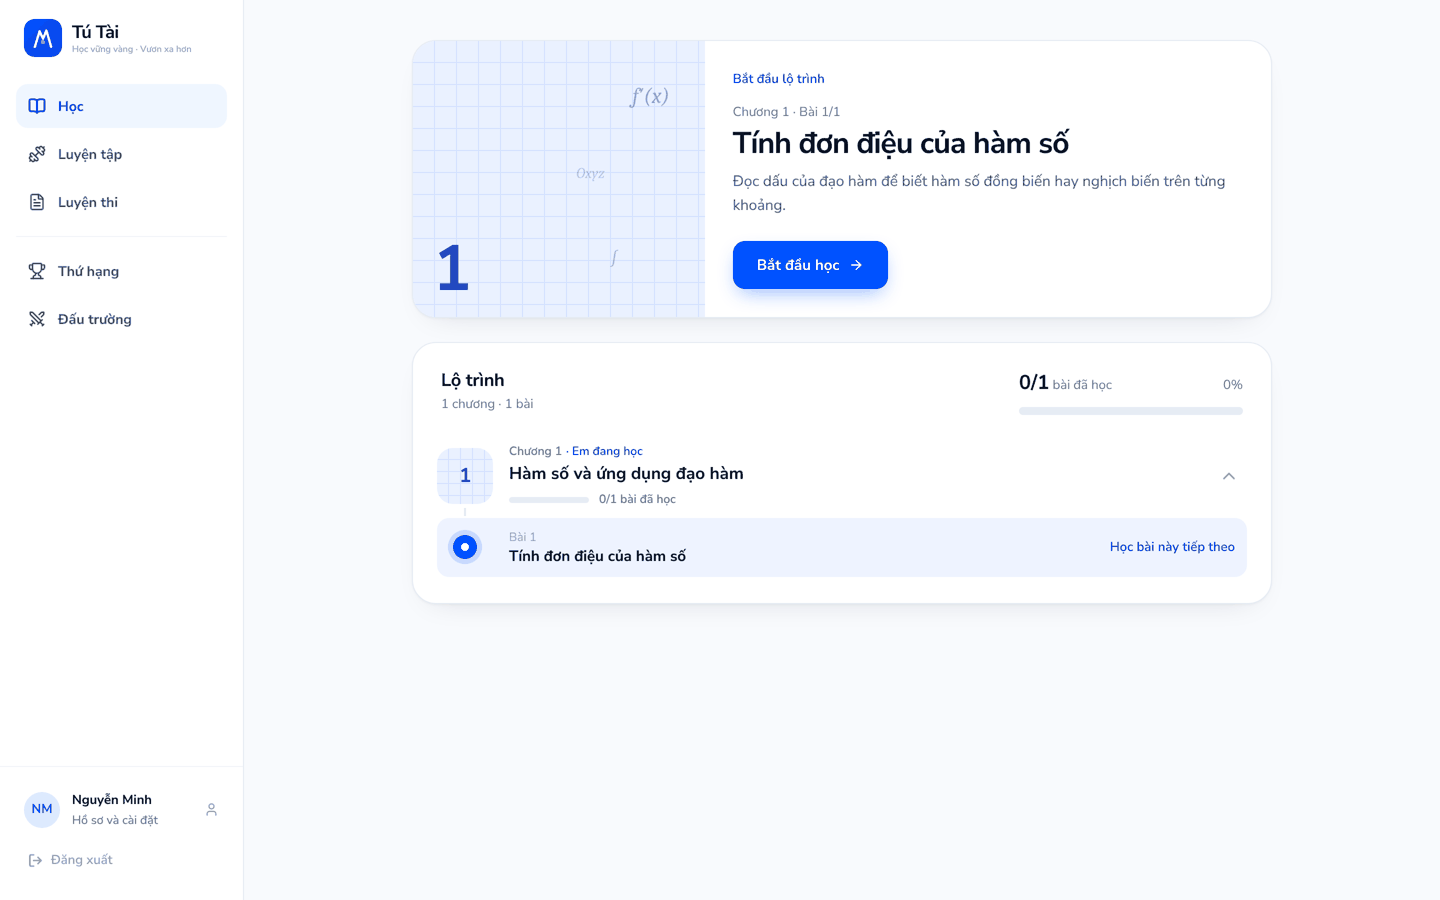 Tú Tài
Học vững vàng · Vươn xa hơn
Học
Luyện tập
Luyện thi
Thứ hạng
Đấu trường
Nguyễn Minh
Hồ sơ và cài đặt
NM
Đăng xuất
f′(x)
Oxyz
∫
1
Bắt đầu lộ trình
Chương 1 · Bài 1/1
Tính đơn điệu của hàm số
Đọc dấu của đạo hàm để biết hàm số đồng biến hay nghịch biến trên từng
khoảng.
Bắt đầu học →
Lộ trình
1 chương · 1 bài
0/1 bài đã học 0%
1
Chương 1 · Em đang học
Hàm số và ứng dụng đạo hàm
0/1 bài đã học
Bài 1
Tính đơn điệu của hàm số
Học bài này tiếp theo